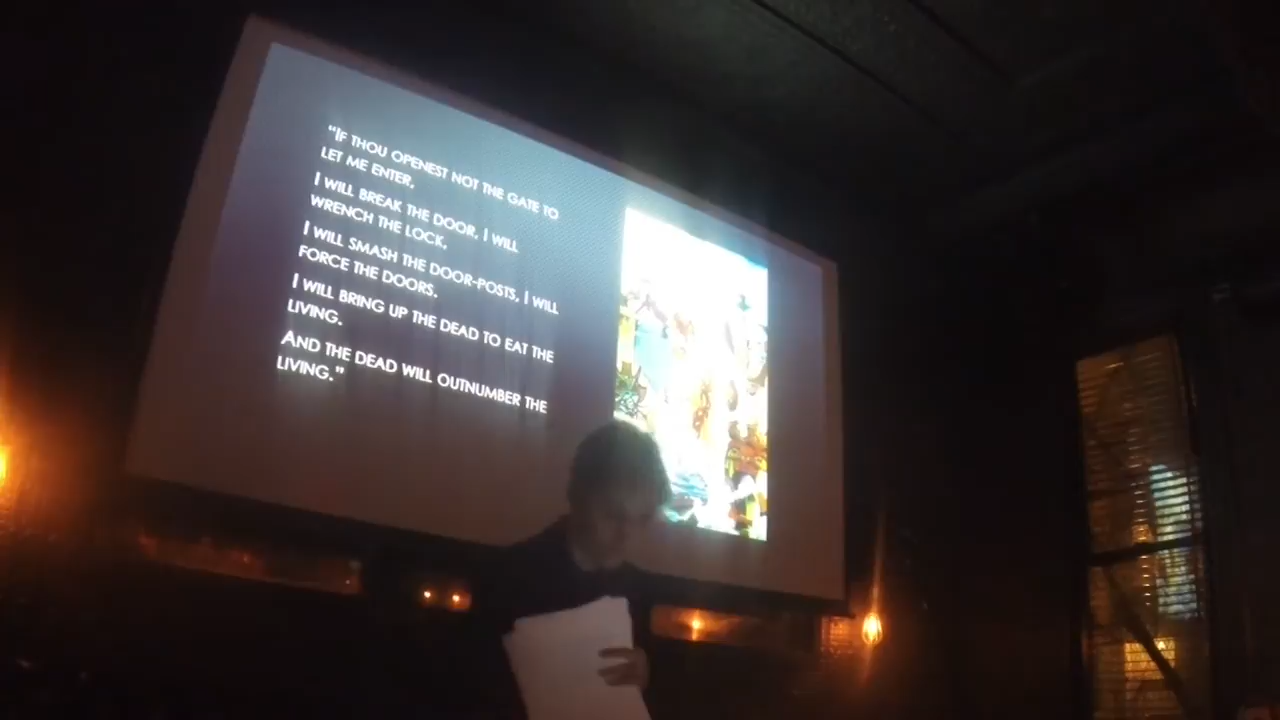 “If thou openest not the gate to
let me enter,
I will break the door, I will
wrench the lock,
I will smash the door-posts, I will
force the doors.
I will bring up the dead to eat the
living.
And the dead will outnumber the
living.”